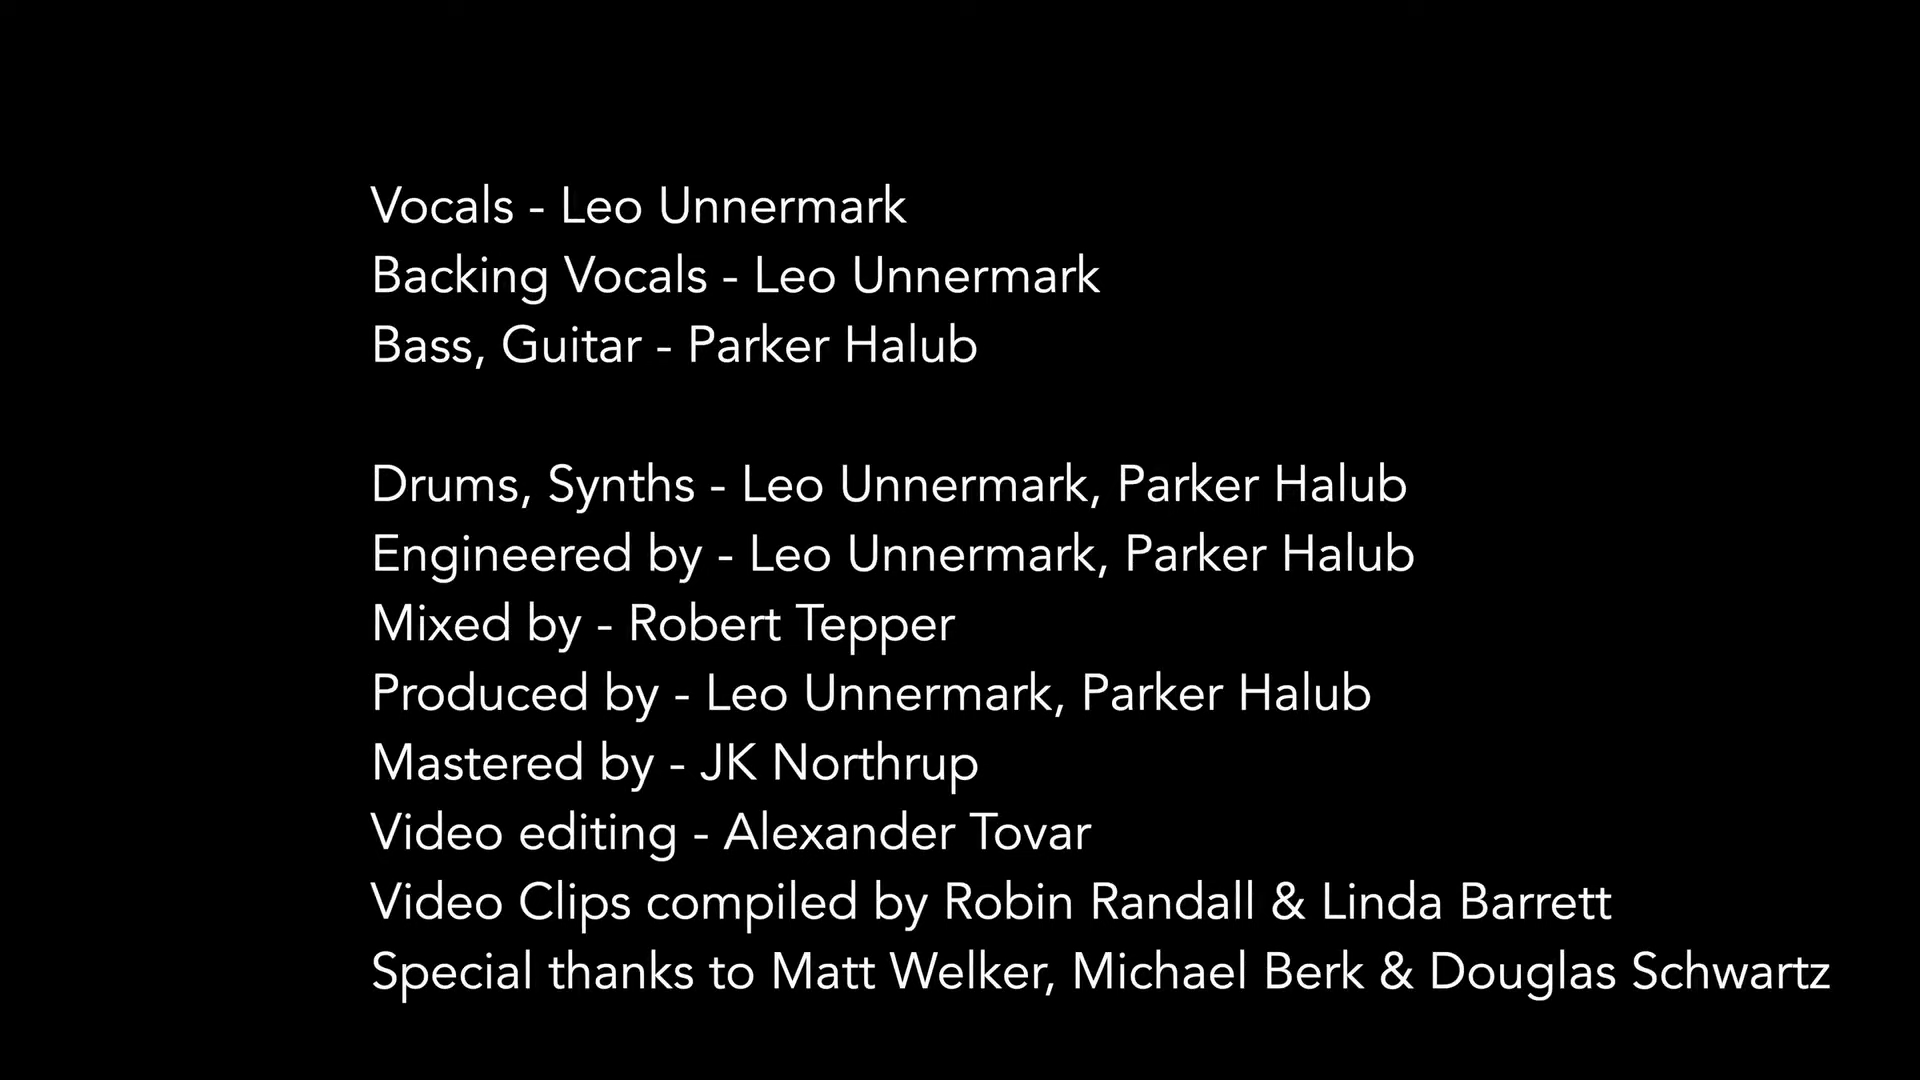 Vocals - Leo Unnermark
Backing Vocals - Leo Unnermark
Bass, Guitar - Parker Halub
Drums, Synths - Leo Unnermark, Parker Halub
Engineered by - Leo Unnermark, Parker Halub
Mixed by - Robert Tepper
Produced by - Leo Unnermark, Parker Halub
Mastered by - JK Northrup
Video editing - Alexander Tovar
Video Clips compiled by Robin Randall & Linda Barrett
Special thanks to Matt Welker, Michael Berk & Douglas Schwartz